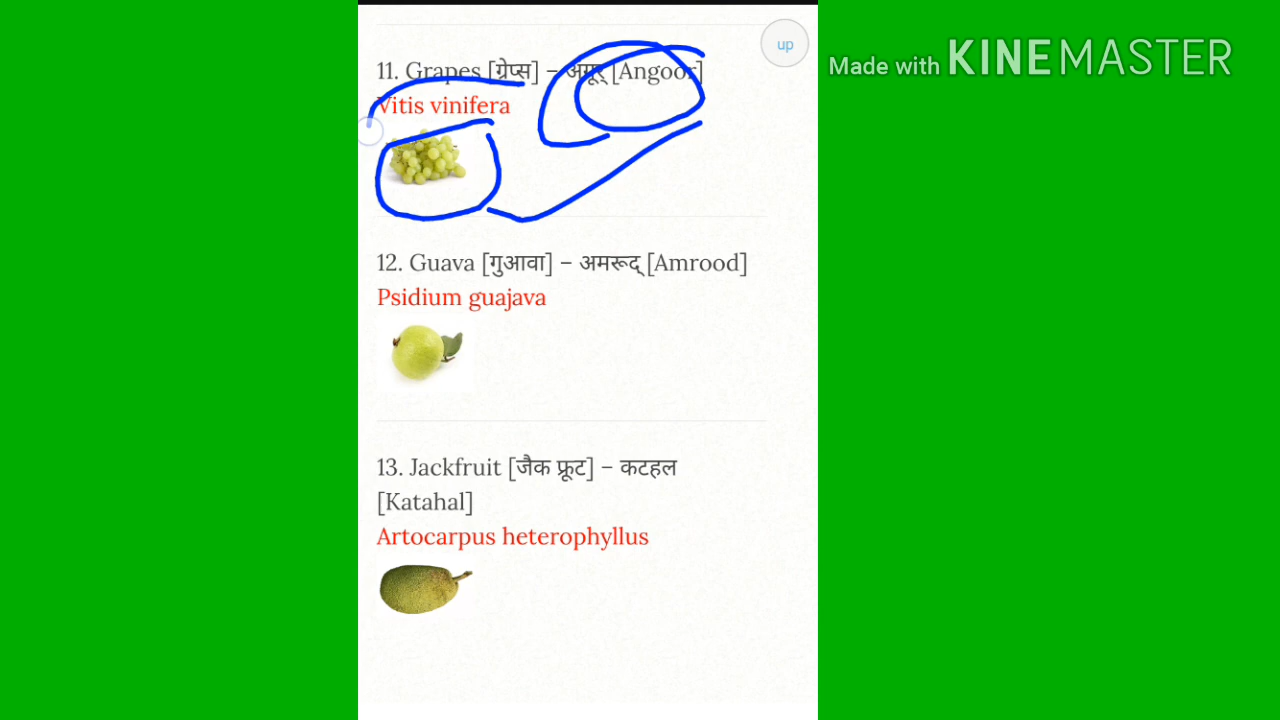 up
Made with KINEMASTER
11. Grapes [ग्रेप्स] – अंगूर् [Angoor]
Vitis vinifera
12. Guava [गुआवा] – अमरूद् [Amrood]
Psidium guajava
13. Jackfruit [जैक फ्रूट] – कटहल
[Katahal]
Artocarpus heterophyllus